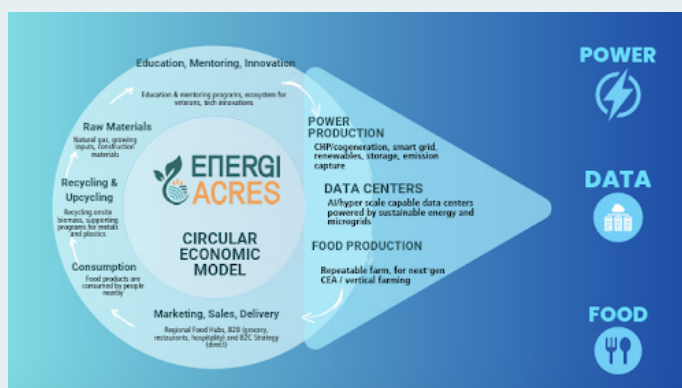 Education, Mentoring, Innovation
Education & mentoring programs, ecosystem for
veterans, tech innovations
Raw Materials
Natural gas, growing
inputs, construction
materials
Recycling &
Upcycling
Recycling onsite
biomass, supporting
programs for metals
and plastics
Consumption
Food products are
consumed by people
nearby
Marketing, Sales, Delivery
Regional Food Hubs, B2B (grocery,
restaurants, hospitality) and B2C Strategy
(direct)
ENERGI
ACRES
CIRCULAR
ECONOMIC
MODEL
POWER
PRODUCTION
CHP/cogeneration, smart grid,
renewables, storage, emission
capture
DATA CENTERS
AI/hyper scale capable data centers
powered by sustainable energy and
microgrids
FOOD PRODUCTION
Repeatable farm, for next-gen
CEA / vertical farming
POWER
DATA
FOOD